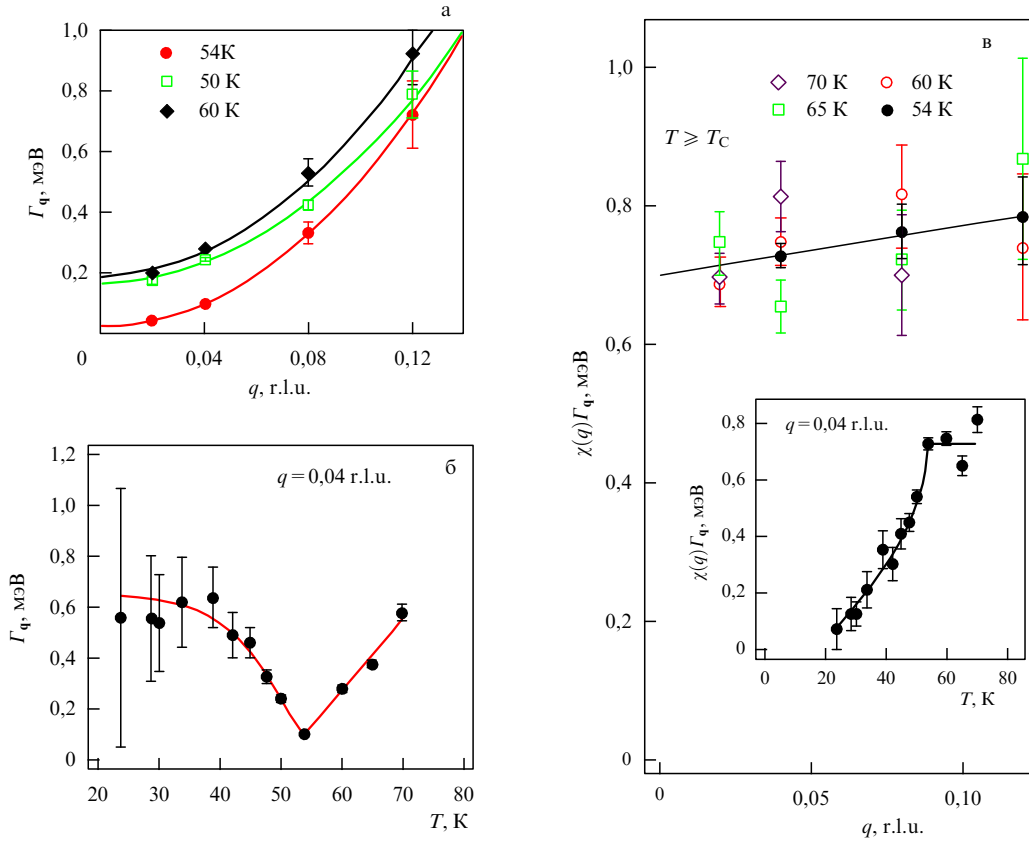 а
54K
50 K
60 K
1,0
0,8
0,6
0,4
0,2
Γq, мэВ
0
0,04
0,08
0,12
q, r.l.u.
б
q = 0,04 r.l.u.
1,2
1,0
0,8
0,6
0,4
0,2
0
Γq, мэВ
20
30
40
50
60
70
80
T, К
в
70 K
60 K
65 K
54 K
T ⩾ TC
1,0
0,8
0,6
0,4
0,2
0
χ(q)Γq, мэВ
0
0,05
0,10
q, r.l.u.
q = 0,04 r.l.u.
0,8
0,6
0,4
0,2
0
χ(q)Γq, мэВ
0
20
40
60
80
T, К